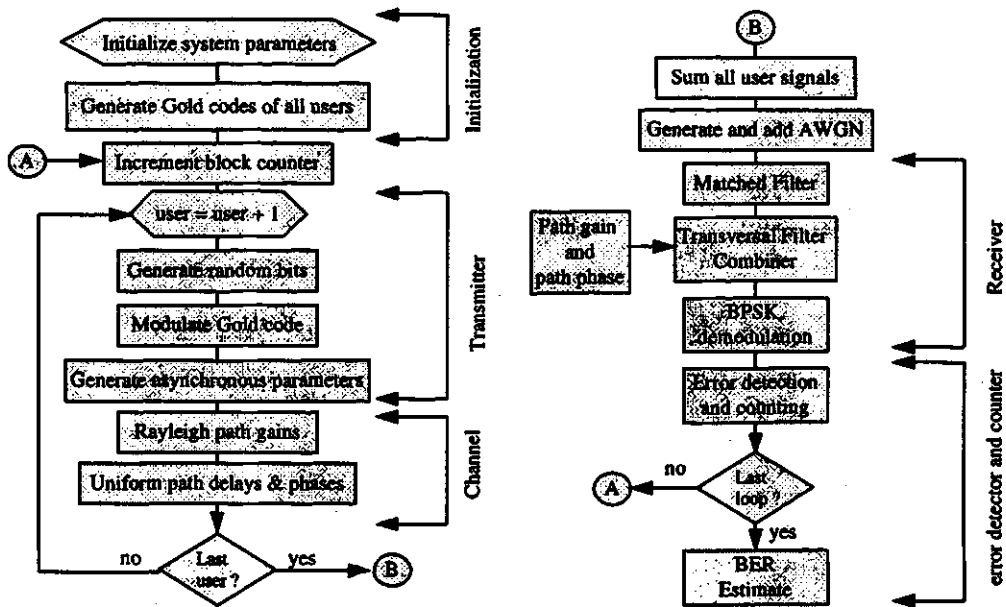 Initialize system parameters
Generate Gold codes of all users
Initialization
A
Increment block counter
user = user + 1
Generate random bits
Modulate Gold code
Generate asynchronous parameters
Transmitter
Rayleigh path gains
Uniform path delays & phases
Channel
no
Last
user ?
yes
B
B
Sum all user signals
Generate and add AWGN
Matched Filter
Path gain
and
path phase
Transversal Filter
Combiner
BPSK
demodulation
Receiver
Error detection
and counting
no
A
Last
loop ?
yes
BER
Estimate
error detector and counter